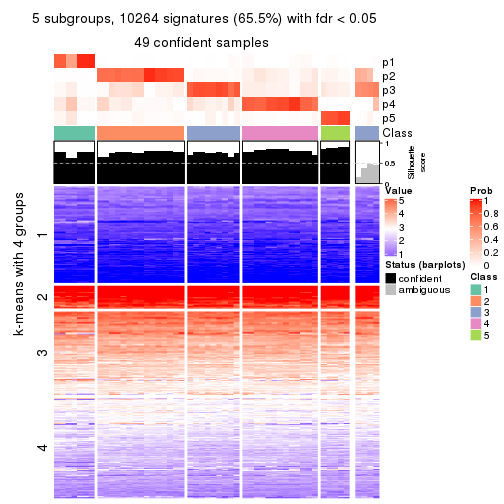 5 subgroups, 10264 signatures (65.5%) with fdr < 0.05
49 confident samples
p1
p2
p3
p4
p5
Class
1
0.5
0
Silhouette
score
k-means with 4 groups
1
2
3
4
Value
5
4
3
2
1
Status (barplots)
confident
ambiguous
Prob
1
0.8
0.6
0.4
0.2
0
Class
1
2
3
4
5